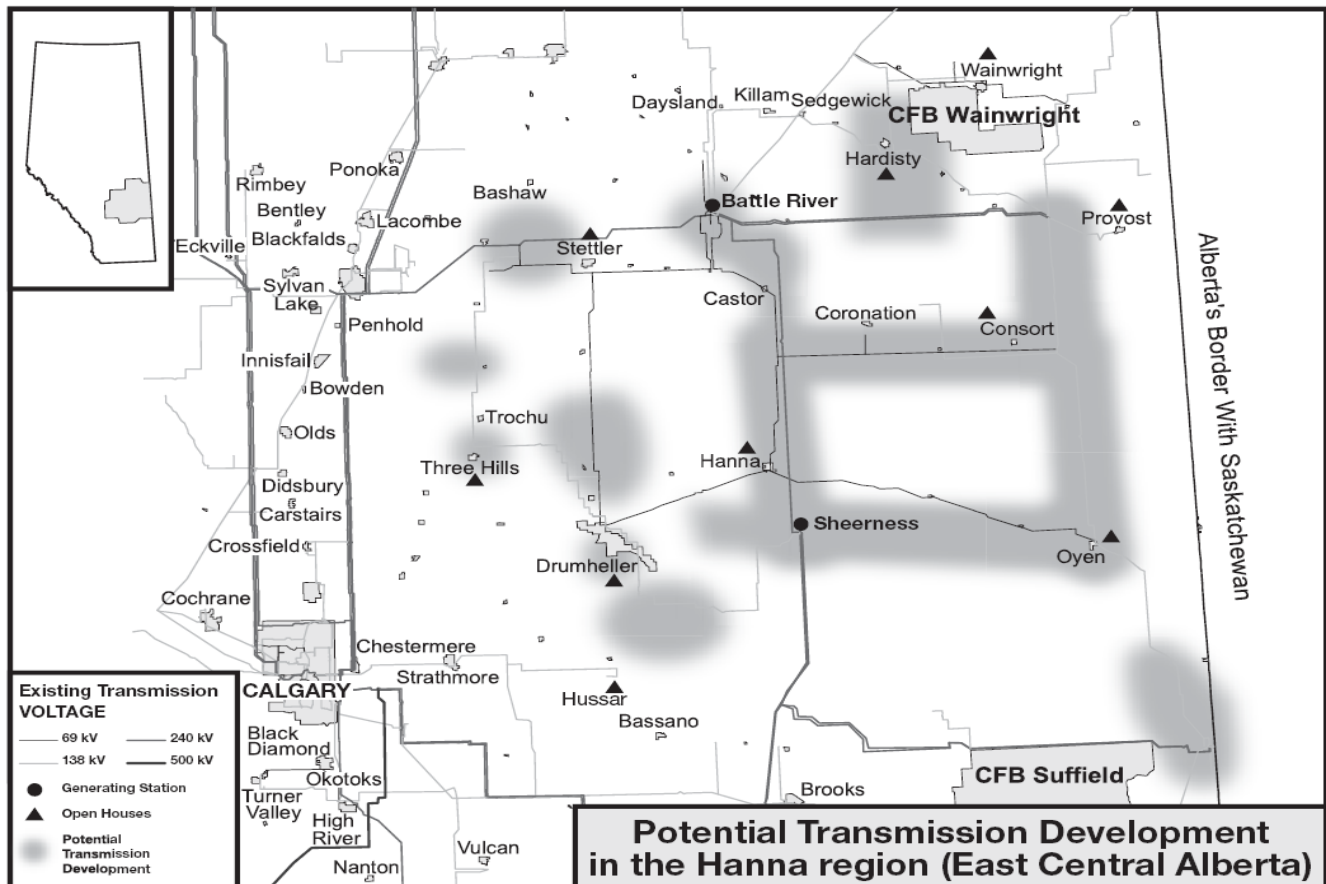 Wainwright
Daysland
Killam
Sedgewick
CFB Wainwright
Ponoka
Hardisty
Rimbey
Bashaw
Bentley
Battle River
Lacombe
Provost
Blackfalds
Eckville
Stettler
Sylvan
Lake
Castor
Coronation
Consort
Penhold
Innisfail
Bowden
Trochu
Olds
Three Hills
Hanna
Didsbury
Carstairs
Sheerness
Crossfield
Oyen
Drumheller
Cochrane
Alberta's Border With Saskatchewan
Chestermere
Strathmore
CALGARY
Hussar
Bassano
Black
Diamond
Okotoks
CFB Suffield
Brooks
Turner
Valley
High
River
Vulcan
Nanton
Existing Transmission
VOLTAGE
69 kV
240 kV
138 kV
500 kV
Generating Station
Open Houses
Potential
Transmission
Development
Potential Transmission Development
in the Hanna region (East Central Alberta)